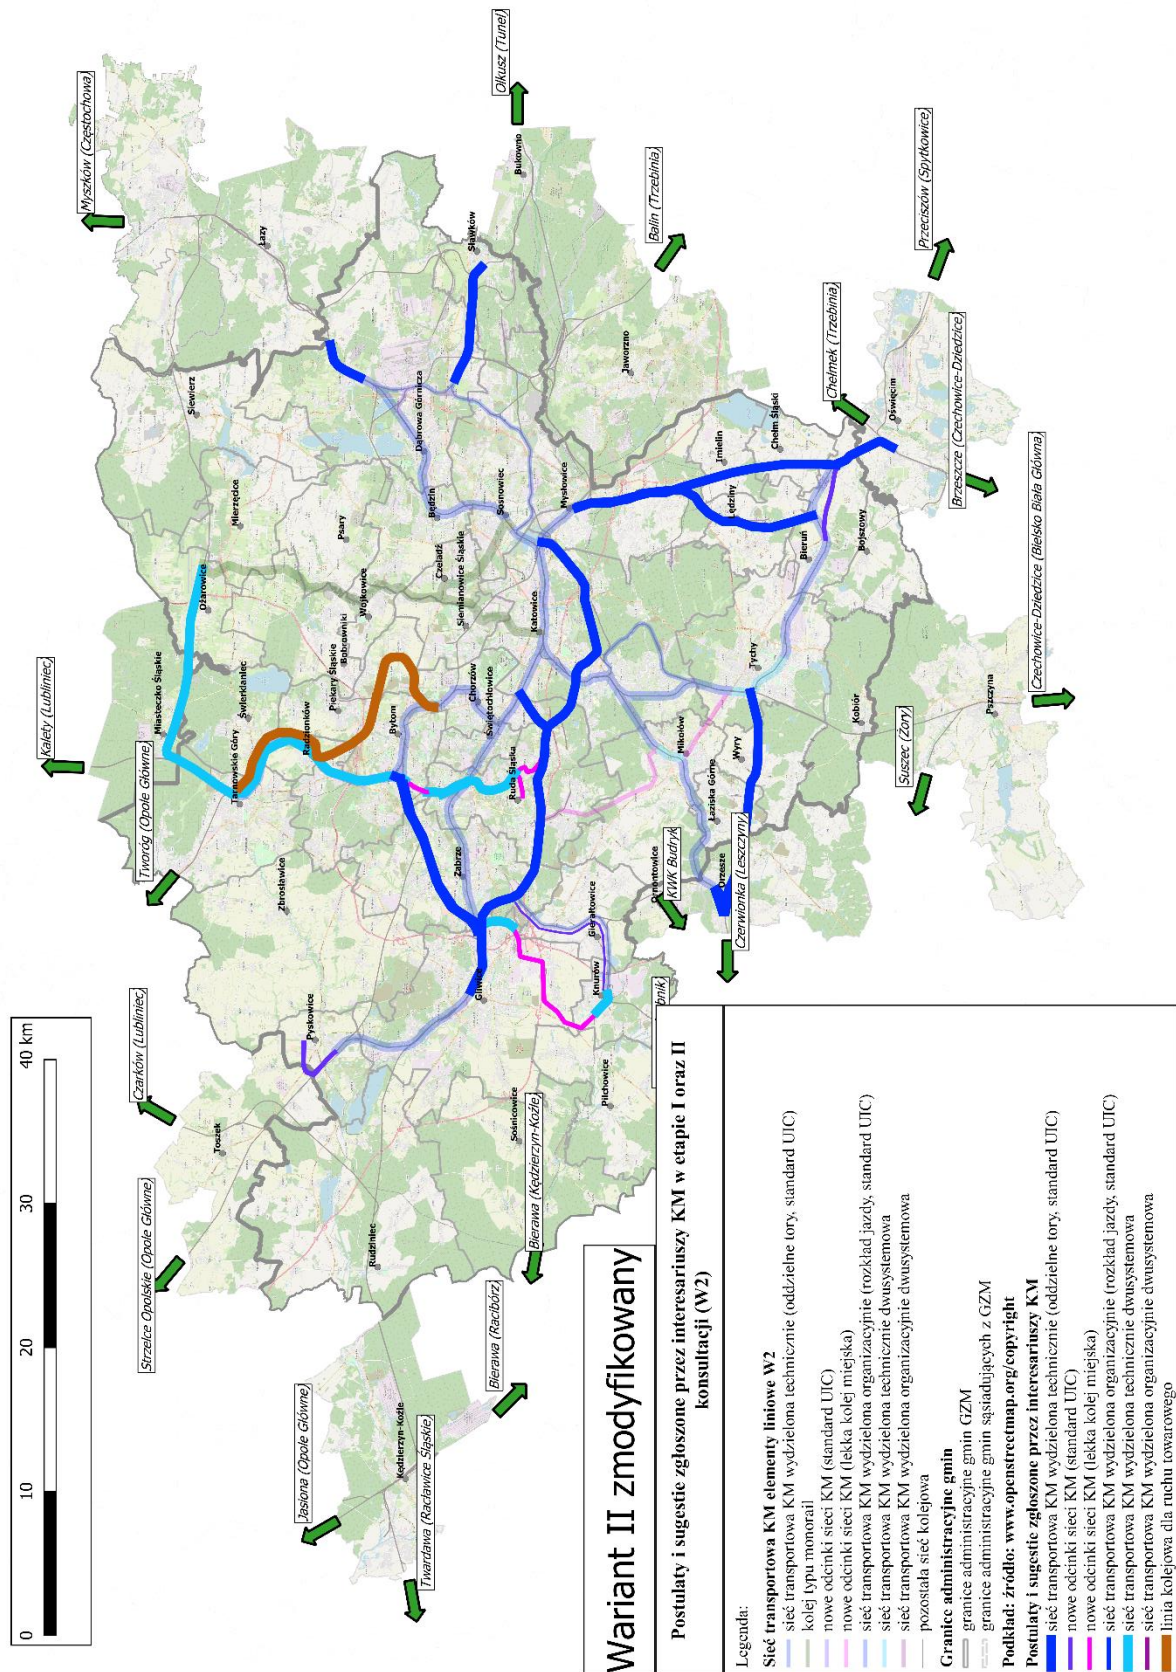 Wariant II zmodyfikowany
Postulaty i sugestie zgłoszone przez interesariuszy KM w etapie I oraz II
konsultacji (W2)
Legenda:
Sieć transportowa KM elementy liniowe W2
sieć transportowa KM wydzielona technicznie (oddzielne tory, standard UIC)
kolej typu monorail
nowe odcinki sieci KM (standard UIC)
nowe odcinki sieci KM (lekka kolej miejska)
sieć transportowa KM wydzielona organizacyjnie (rozkład jazdy, standard UIC)
sieć transportowa KM wydzielona technicznie dwusystemowa
sieć transportowa KM wydzielona organizacyjnie dwusystemowa
pozostała sieć kolejowa
Granice administracyjne gmin
granice administracyjne gmin GZM
granice administracyjne gmin sąsiadujących z GZM
Podkład: źródło: www.openstreetmap.org/copyright
Postulaty i sugestie zgłoszone przez interesariuszy KM
sieć transportowa KM wydzielona technicznie (oddzielne tory, standard UIC)
nowe odcinki sieci KM (standard UIC)
nowe odcinki sieci KM (lekka kolej miejska)
sieć transportowa KM wydzielona organizacyjnie (rozkład jazdy, standard UIC)
sieć transportowa KM wydzielona technicznie dwusystemowa
sieć transportowa KM wydzielona organizacyjnie dwusystemowa
linia kolejowa dla ruchu towarowego
0 10 20 30 40 km
Jasiona (Opole Główne)
Twardawa (Racławice Śląskie)
Bierawa (Racibórz)
Bierawa (Kędzierzyn-Koźle)
Strzelce Opolskie (Opole Główne)
Czarków (Lubliniec)
Tworóg (Opole Główne)
Kalety (Lubliniec)
Myszków (Częstochowa)
Olkusz (Tunel)
Balin (Trzebinia)
Chełmek (Trzebinia)
Przeciszów (Spytkowice)
Brzeszcze (Czechowice-Dziedzice)
Czechowice-Dziedzice (Bielsko Biała Główna)
Suszec (Żory)
Czerwionka (Leszczyny)
KWK Budryk
bnik)
Kędzierzyn-Koźle
Rudziniec
Toszek
Pyskowice
Sośnicowice
Pilchowice
Gliwice
Knurów
Gierałtowice
Zbrosławice
Zabrze
Ruda Śląska
Tarnowskie Góry
Miasteczko Śląskie
Świerklaniec
Radzionków
Piekary Śląskie
Bobrowniki
Bytom
Chorzów
Świętochłowice
Ożarowice
Mierzęcice
Siewierz
Łazy
Psary
Wojkowice
Czeladź
Siemianowice Śląskie
Będzin
Dąbrowa Górnicza
Sosnowiec
Sławków
Bukowno
Katowice
Mysłowice
Jaworzno
Imielin
Chełm Śląski
Lędziny
Bieruń
Bojszowy
Oświęcim
Tychy
Kobiór
Pszczyna
Mikołów
Wyry
Łaziska Górne
Ornontowice
Orzesze